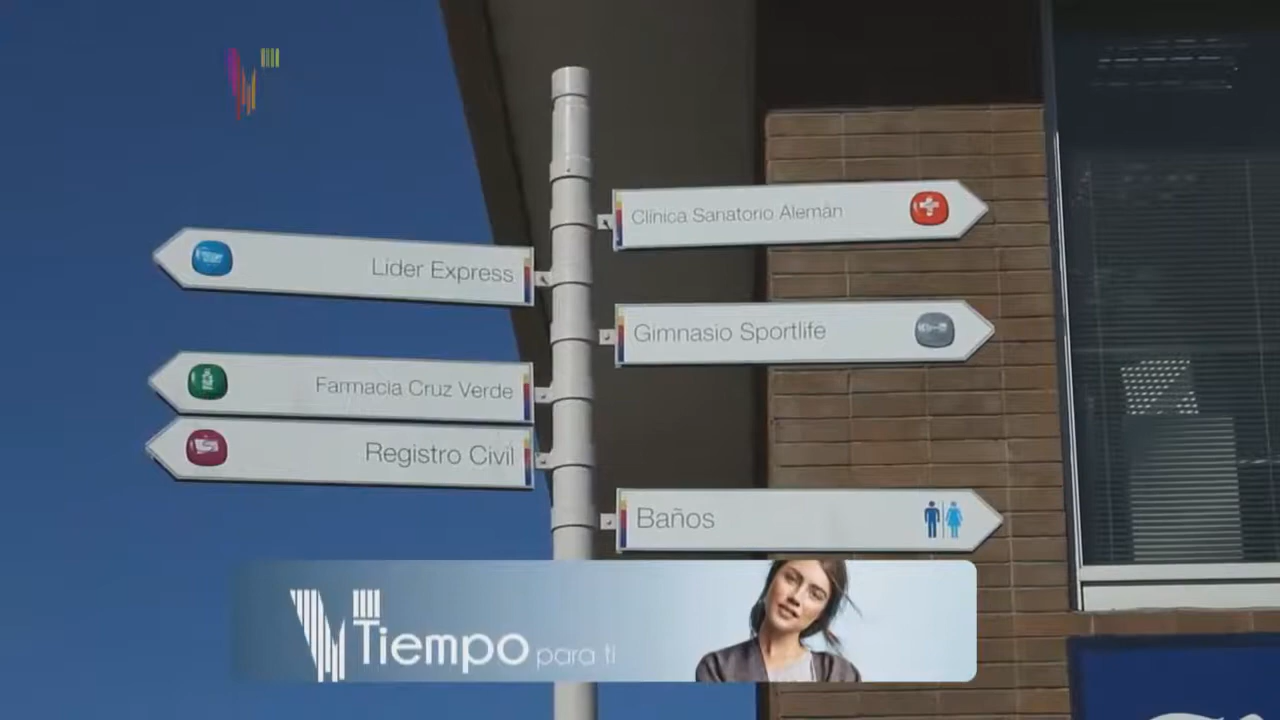 Clínica Sanatorio Alemán
Lider Express
Gimnasio Sportlife
Farmacia Cruz Verde
Registro Civil
Baños
Tiempo para ti